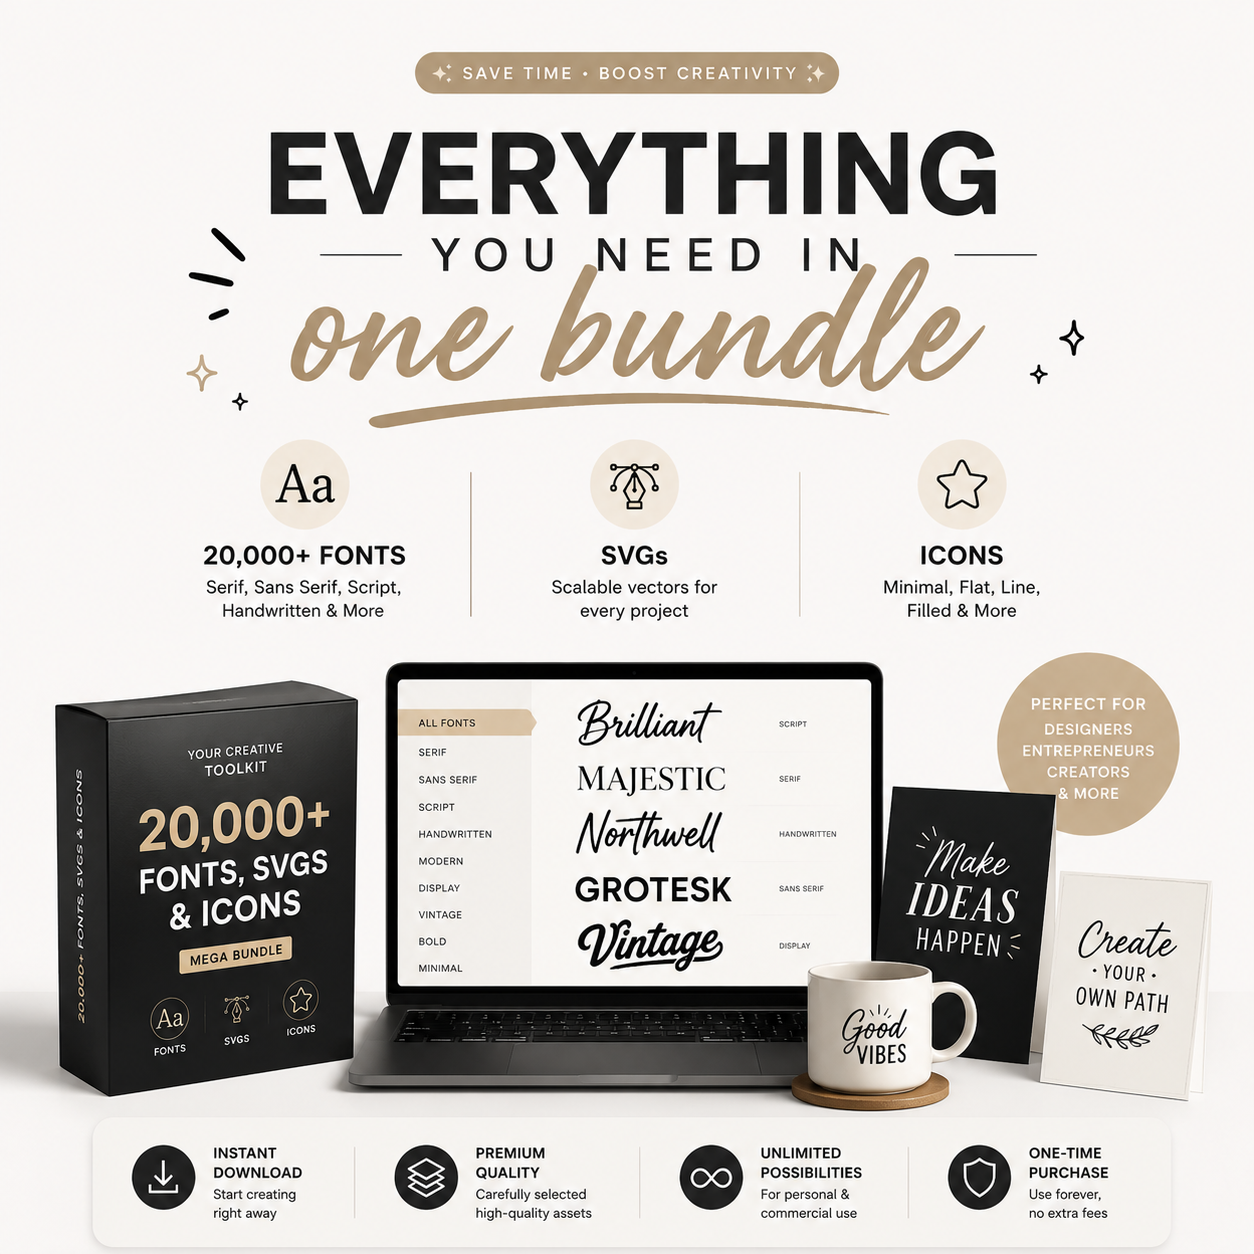 SAVE TIME • BOOST CREATIVITY
EVERYTHING
YOU NEED IN
one bundle
Aa
20,000+ FONTS
Serif, Sans Serif, Script,
Handwritten & More
SVGs
Scalable vectors for
every project
ICONS
Minimal, Flat, Line,
Filled & More
20,000+ FONTS, SVGS & ICONS
YOUR CREATIVE
TOOLKIT
20,000+
FONTS, SVGS
& ICONS
MEGA BUNDLE
Aa
FONTS
SVGS
ICONS
ALL FONTS
SERIF
SANS SERIF
SCRIPT
HANDWRITTEN
MODERN
DISPLAY
VINTAGE
BOLD
MINIMAL
Brilliant SCRIPT
MAJESTIC SERIF
Northwell HANDWRITTEN
GROTESK SANS SERIF
Vintage DISPLAY
PERFECT FOR
DESIGNERS
ENTREPRENEURS
CREATORS
& MORE
Make
IDEAS
HAPPEN
Create
• YOUR •
OWN PATH
Good
VIBES
INSTANT
DOWNLOAD
Start creating
right away
PREMIUM
QUALITY
Carefully selected
high-quality assets
UNLIMITED
POSSIBILITIES
For personal &
commercial use
ONE-TIME
PURCHASE
Use forever,
no extra fees